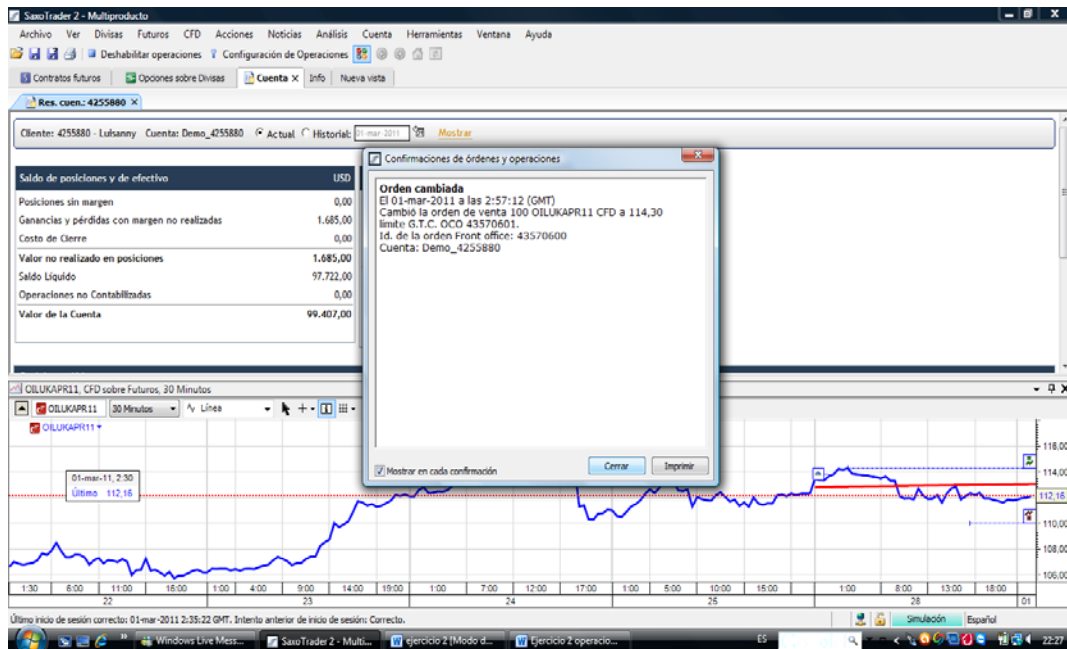 SaxoTrader 2 - Multiproducto
Archivo Ver Divisas Futuros CFD Acciones Noticias Análisis Cuenta Herramientas Ventana Ayuda
Deshabilitar operaciones Configuración de Operaciones
Contratos futuros Opciones sobre Divisas Cuenta X Info Nueva vista
Res. cuen.: 4255880 X
Cliente: 4255880 - Luisanny Cuenta: Demo_4255880 Actual Historial: 01-mar-2011 Mostrar
Saldo de posiciones y de efectivo USD
Posiciones sin margen 0,00
Ganancias y pérdidas con margen no realizadas 1.685,00
Costo de Cierre 0,00
Valor no realizado en posiciones 1.685,00
Saldo Líquido 97.722,00
Operaciones no Contabilizadas 0,00
Valor de la Cuenta 99.407,00
Confirmaciones de órdenes y operaciones
Orden cambiada
El 01-mar-2011 a las 2:57:12 (GMT)
Cambió la orden de venta 100 OILUKAPR11 CFD a 114,30
límite G.T.C. OCO 43570601.
Id. de la orden Front office: 43570600
Cuenta: Demo_4255880
Mostrar en cada confirmación Cerrar Imprimir
OILUKAPR11, CFD sobre Futuros, 30 Minutos
OILUKAPR11 30 Minutos Línea
OILUKAPR11
01-mar-11, 2:30
Último 112,16
116,00
114,00
112,16
110,00
108,00
106,00
1:30 6:00 11:00 16:00 1:00 4:00 9:00 14:00 19:00 1:00 7:00 12:00 17:00 1:00 5:00 10:00 15:00 1:00 8:00 13:00 18:00
22 23 24 25 28 01
Último inicio de sesión correcto: 01-mar-2011 2:35:22 GMT. Intento anterior de inicio de sesión: Correcto.
Simulación Español
Windows Live Mess... SaxoTrader 2 - Multi... ejercicio 2 [Modo d... Ejercicio 2 operacio... ES 22:27